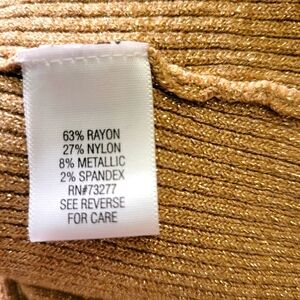 63% RAYON
27% NYLON
8% METALLIC
2% SPANDEX
RN#73277
SEE REVERSE
FOR CARE